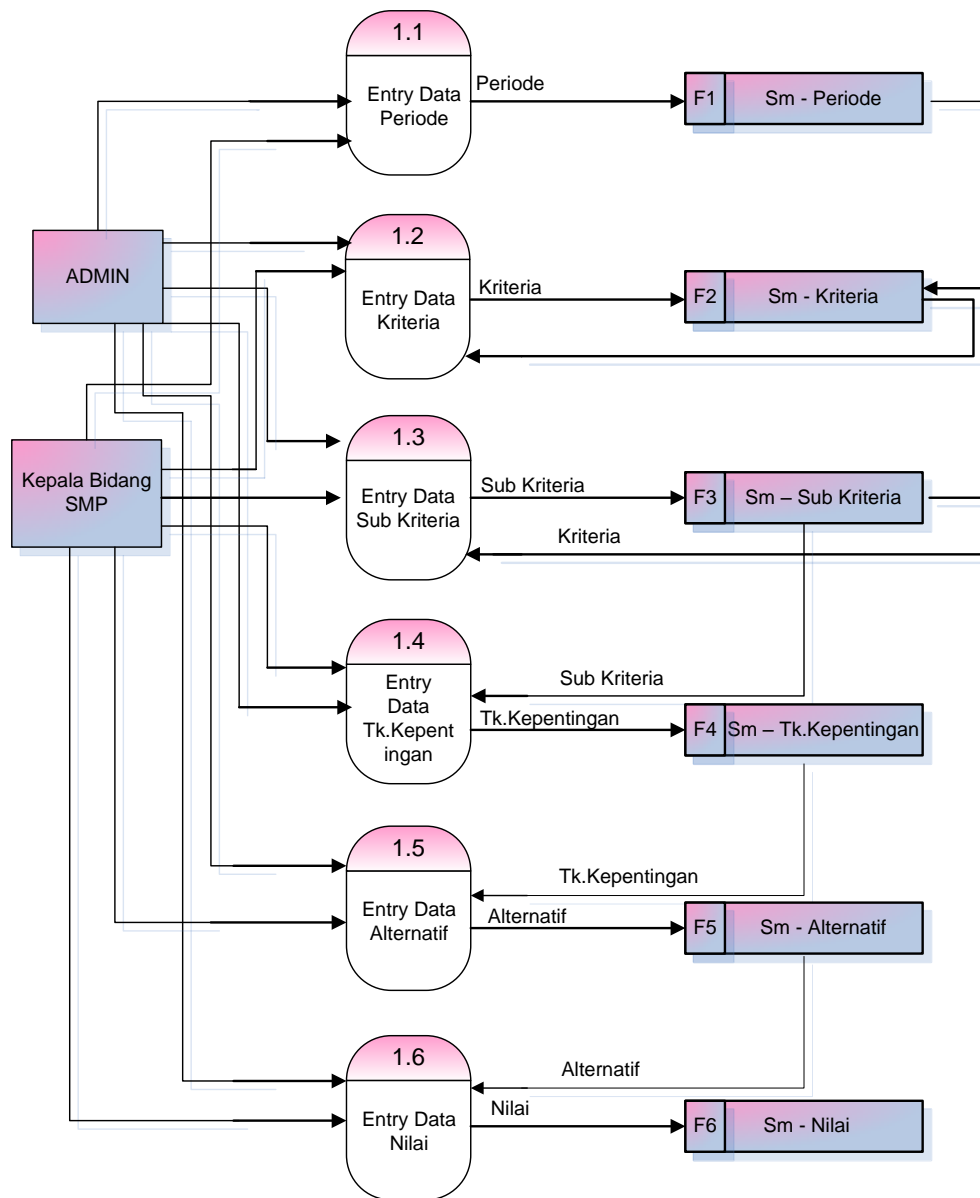 1.1
Entry Data
Periode
Periode
F1
Sm - Periode
ADMIN
1.2
Entry Data
Kriteria
Kriteria
F2
Sm - Kriteria
Kepala Bidang
SMP
1.3
Entry Data
Sub Kriteria
Sub Kriteria
F3
Sm – Sub Kriteria
Kriteria
1.4
Entry
Data
Tk.Kepent
ingan
Sub Kriteria
Tk.Kepentingan
F4
Sm – Tk.Kepentingan
1.5
Entry Data
Alternatif
Tk.Kepentingan
Alternatif
F5
Sm - Alternatif
1.6
Entry Data
Nilai
Alternatif
Nilai
F6
Sm - Nilai